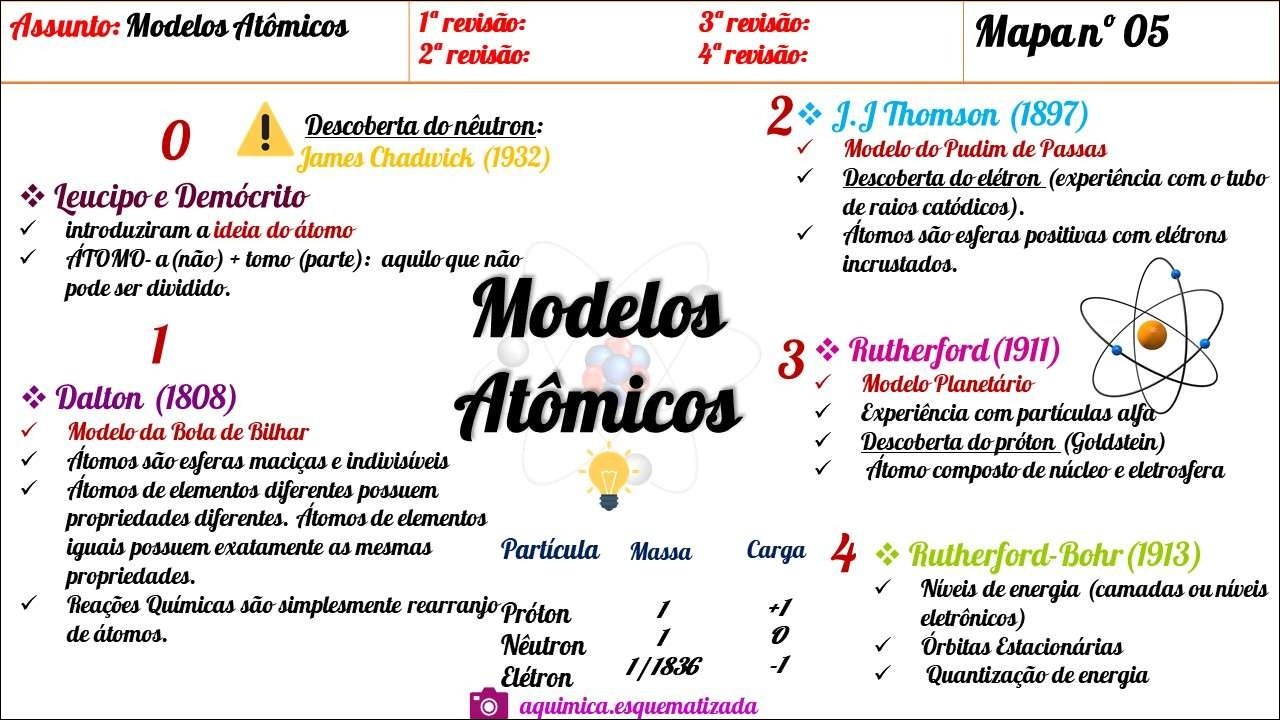 Assunto: Modelos Atômicos
1ª revisão:
2ª revisão:
3ª revisão:
4ª revisão:
Mapa nº 05
0
Descoberta do nêutron:
James Chadwick (1932)
Leucipo e Demócrito
introduziram a ideia do átomo
ÁTOMO- a(não) + tomo (parte): aquilo que não
pode ser dividido.
1
Dalton (1808)
Modelo da Bola de Bilhar
Átomos são esferas maciças e indivisíveis
Átomos de elementos diferentes possuem
propriedades diferentes. Átomos de elementos
iguais possuem exatamente as mesmas
propriedades.
Reações Químicas são simplesmente rearranjo
de átomos.
Modelos
Atômicos
Partícula Massa Carga
Próton 1 +1
Nêutron 1 0
Elétron 1/1836 -1
2
J.J Thomson (1897)
Modelo do Pudim de Passas
Descoberta do elétron (experiência com o tubo
de raios catódicos).
Átomos são esferas positivas com elétrons
incrustados.
3
Rutherford(1911)
Modelo Planetário
Experiência com partículas alfa
Descoberta do próton (Goldstein)
Átomo composto de núcleo e eletrosfera
4
Rutherford-Bohr(1913)
Níveis de energia (camadas ou níveis
eletrônicos)
Órbitas Estacionárias
Quantização de energia
aquimica.esquematizada